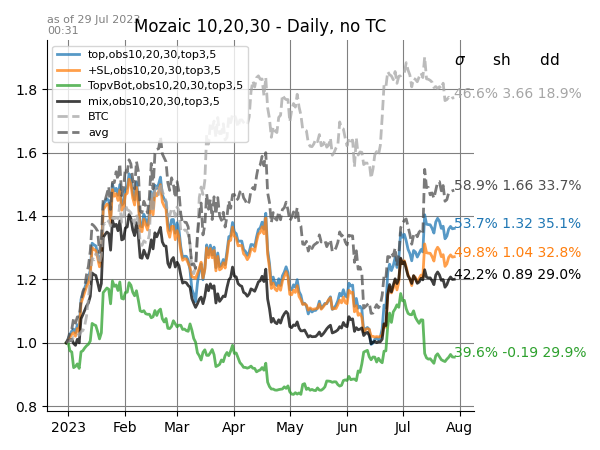 as of 29 Jul 2023
00:31
Mozaic 10,20,30 - Daily, no TC
σ sh dd
top,obs10,20,30,top3,5
+SL,obs10,20,30,top3,5
TopvBot,obs10,20,30,top3,5
mix,obs10,20,30,top3,5
BTC
avg
46.6% 3.66 18.9%
58.9% 1.66 33.7%
53.7% 1.32 35.1%
49.8% 1.04 32.8%
42.2% 0.89 29.0%
39.6% -0.19 29.9%
1.8
1.6
1.4
1.2
1.0
0.8
2023 Feb Mar Apr May Jun Jul Aug